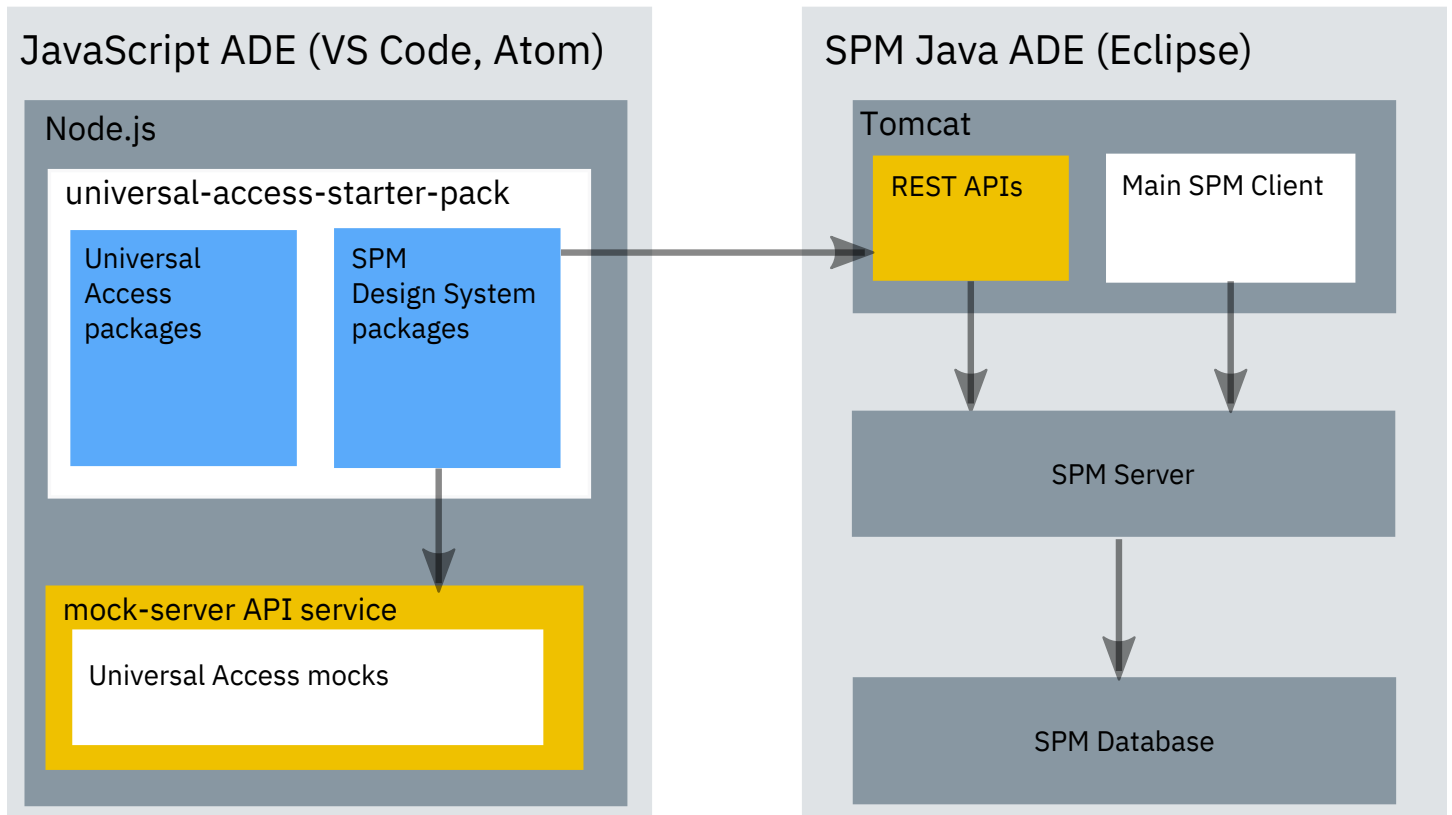 JavaScript ADE (VS Code, Atom)
Node.js
universal-access-starter-pack
Universal
Access
packages
SPM
Design System
packages
mock-server API service
Universal Access mocks
SPM Java ADE (Eclipse)
Tomcat
REST APIs
Main SPM Client
SPM Server
SPM Database